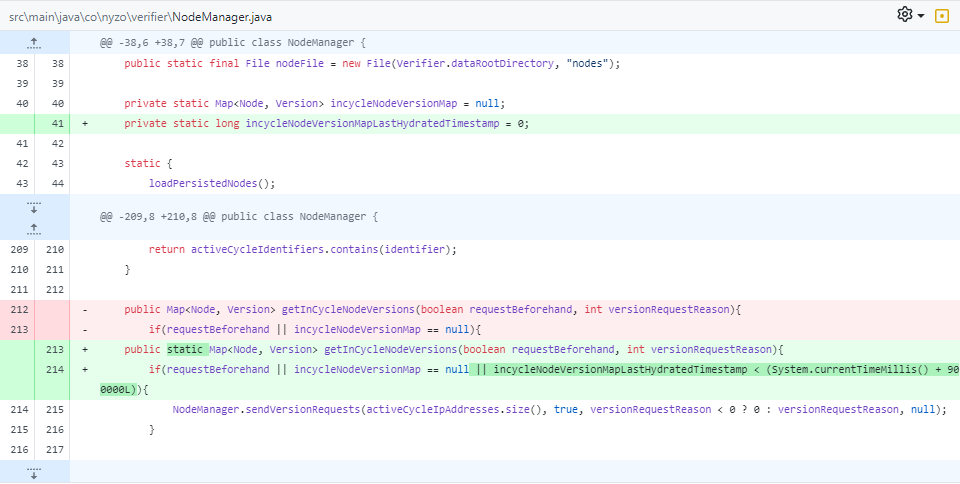 src\main\java\co\nyzo\verifier\NodeManager.java
@@ -38,6 +38,7 @@ public class NodeManager {
38 38 public static final File nodeFile = new File(Verifier.dataRootDirectory, "nodes");
39 39
40 40 private static Map<Node, Version> incycleNodeVersionMap = null;
41 + private static long incycleNodeVersionMapLastHydratedTimestamp = 0;
41 42
42 43 static {
43 44 loadPersistedNodes();
@@ -209,8 +210,8 @@ public class NodeManager {
209 210 return activeCycleIdentifiers.contains(identifier);
210 211 }
211 212
212 - public Map<Node, Version> getInCycleNodeVersions(boolean requestBeforehand, int versionRequestReason){
213 - if(requestBeforehand || incycleNodeVersionMap == null){
213 + public static Map<Node, Version> getInCycleNodeVersions(boolean requestBeforehand, int versionRequestReason){
214 + if(requestBeforehand || incycleNodeVersionMap == null || incycleNodeVersionMapLastHydratedTimestamp < (System.currentTimeMillis() + 90
0000L)){
214 215 NodeManager.sendVersionRequests(activeCycleIpAddresses.size(), true, versionRequestReason < 0 ? 0 : versionRequestReason, null);
215 216 }
216 217